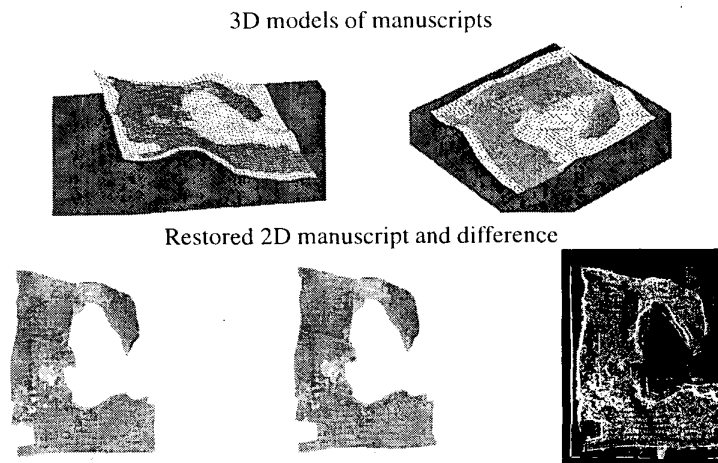 3D models of manuscripts
Restored 2D manuscript and difference